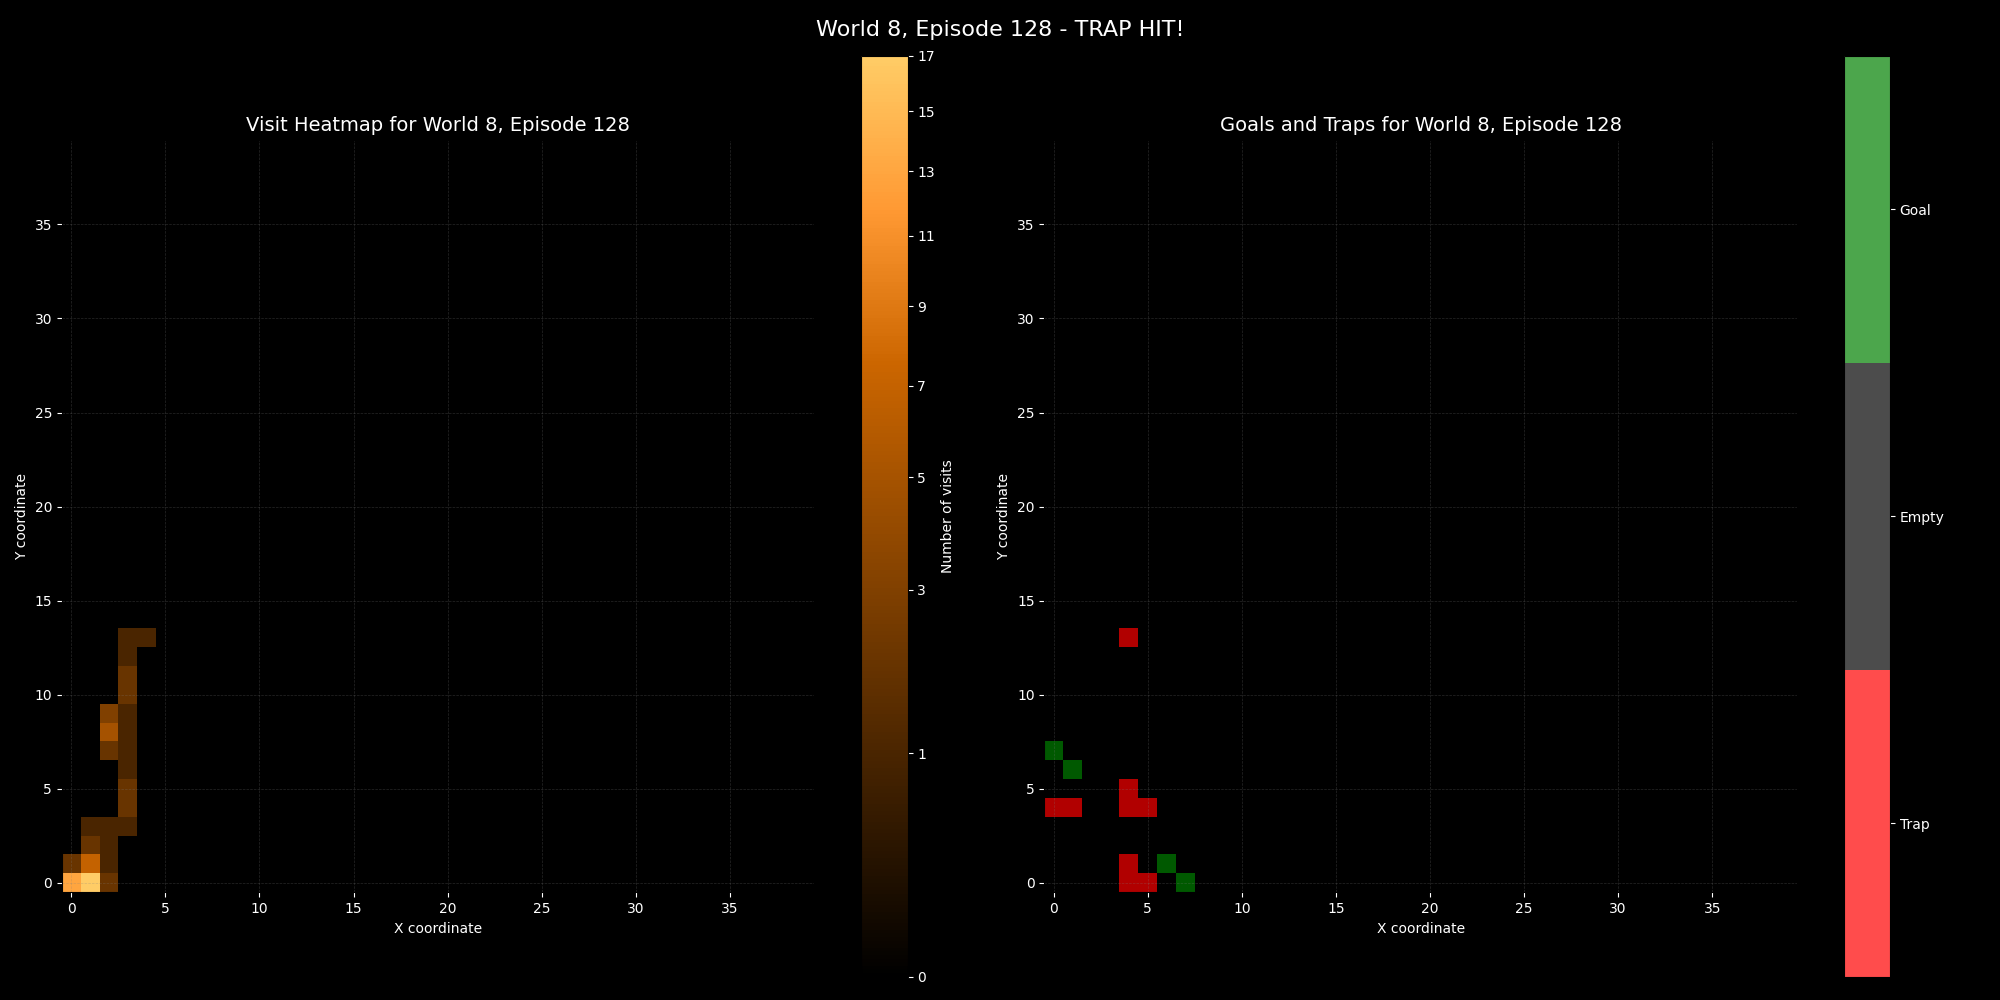 World 8, Episode 128 - TRAP HIT!
Visit Heatmap for World 8, Episode 128
35
30
25
20
15
10
5
0
Y coordinate
0 5 10 15 20 25 30 35
X coordinate
17
15
13
11
9
7
5
3
1
0
Number of visits
Goals and Traps for World 8, Episode 128
35
30
25
20
15
10
5
0
Y coordinate
0 5 10 15 20 25 30 35
X coordinate
Goal
Empty
Trap